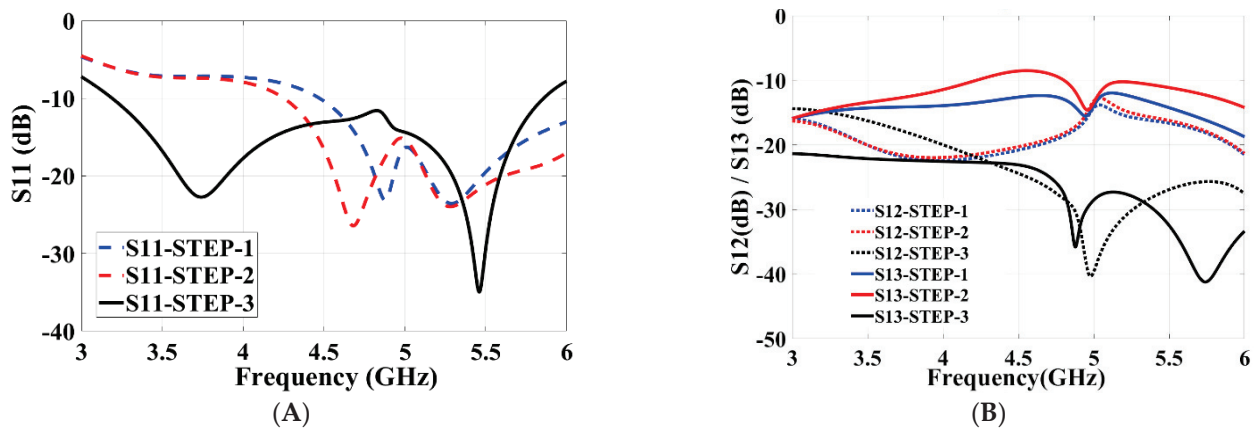 0
-10
-20
-30
-40
S11 (dB)
S11-STEP-1
S11-STEP-2
S11-STEP-3
3 3.5 4 4.5 5 5.5 6
Frequency (GHz)
(A)
0
-10
-20
-30
-40
-50
S12(dB) / S13 (dB)
S12-STEP-1
S12-STEP-2
S12-STEP-3
S13-STEP-1
S13-STEP-2
S13-STEP-3
3 3.5 4 4.5 5 5.5 6
Frequency(GHz)
(B)